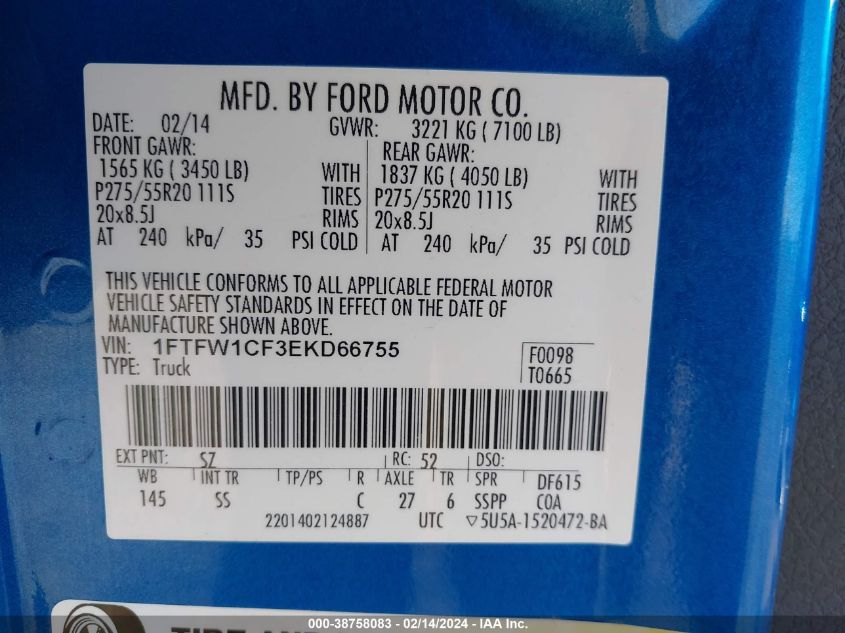 MFD. BY FORD MOTOR CO.
DATE: 02/14 GVWR: 3221 KG ( 7100 LB)
FRONT GAWR: REAR GAWR:
1565 KG ( 3450 LB) WITH 1837 KG ( 4050 LB) WITH
P275/55R20 111S TIRES P275/55R20 111S TIRES
20x8.5J RIMS 20x8.5J RIMS
AT 240 kPa/ 35 PSI COLD AT 240 kPa/ 35 PSI COLD
THIS VEHICLE CONFORMS TO ALL APPLICABLE FEDERAL MOTOR
VEHICLE SAFETY STANDARDS IN EFFECT ON THE DATE OF
MANUFACTURE SHOWN ABOVE.
VIN: 1FTFW1CF3EKD66755 F0098
TYPE: Truck T0665
EXT PNT: SZ RC: 52 DSO:
WB INT TR TP/PS R AXLE TR SPR DF615
145 SS C 27 6 SSPP COA
2201402124887 UTC ▽5U5A-1520472-BA
000-38758083 - 02/14/2024 - IAA Inc.